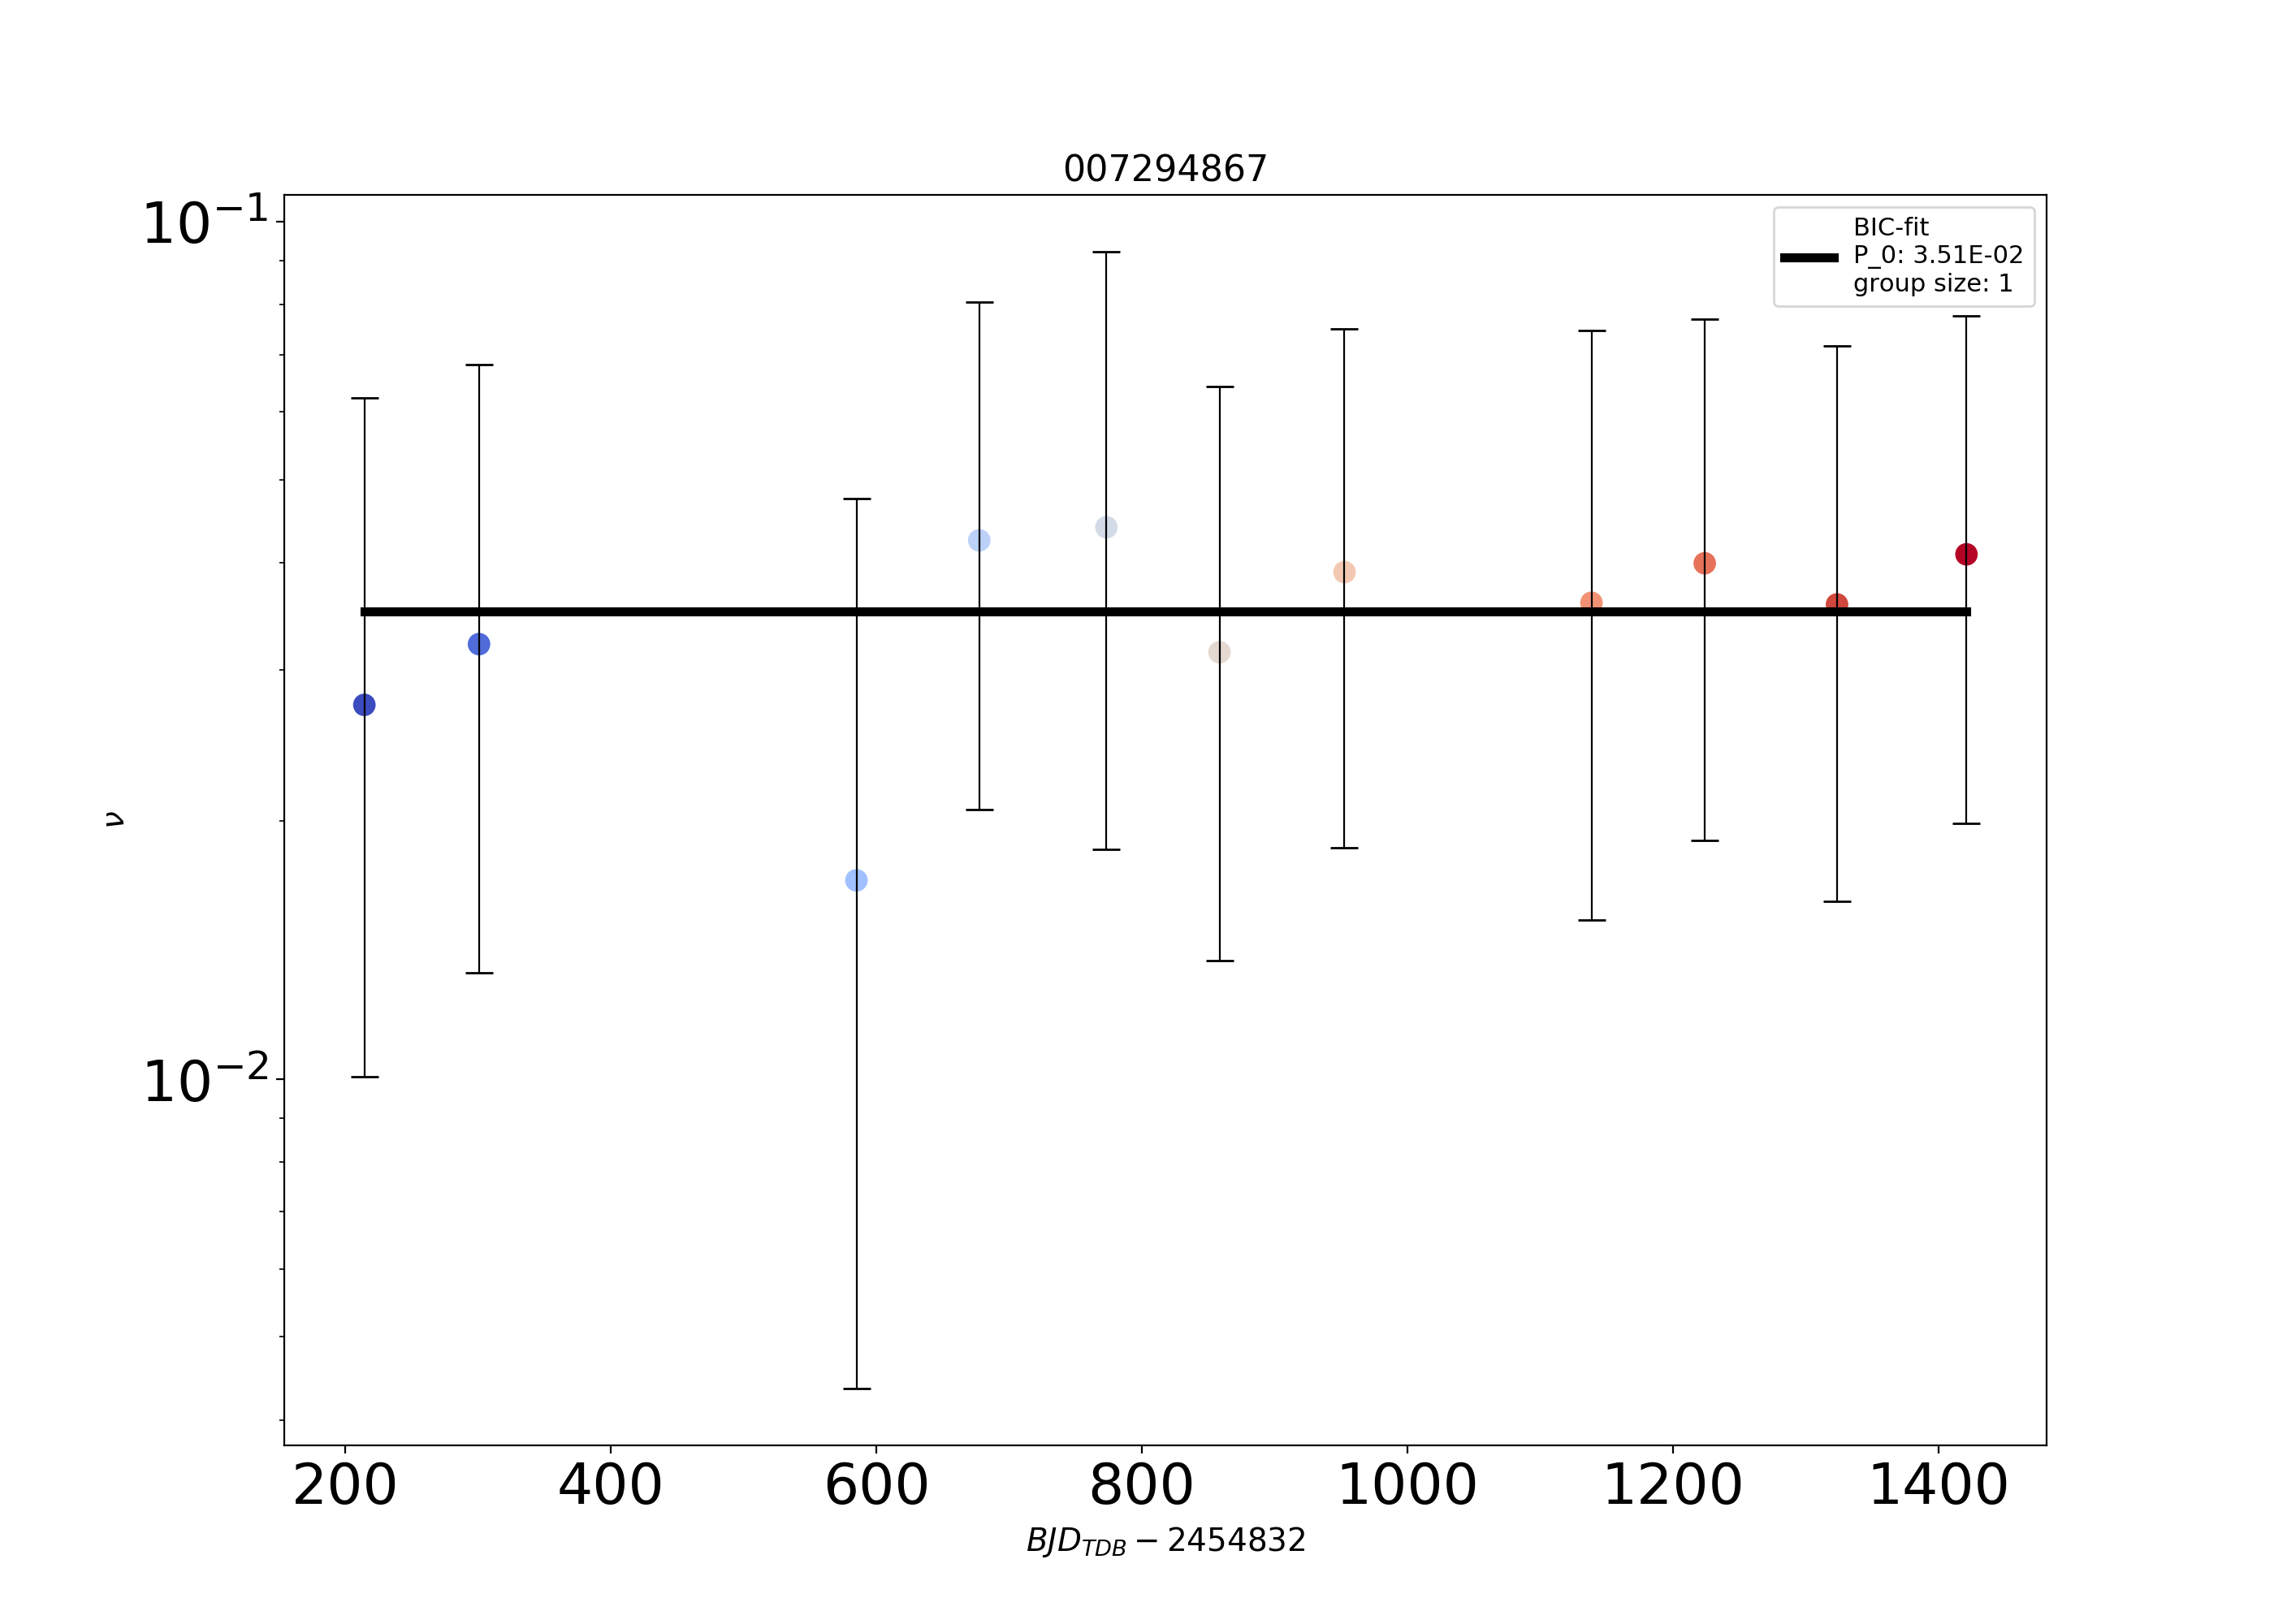 007294867
10⁻¹
10⁻²
ν
BIC-fit
P_0: 3.51E-02
group size: 1
200 400 600 800 1000 1200 1400
BJD_TDB − 2454832